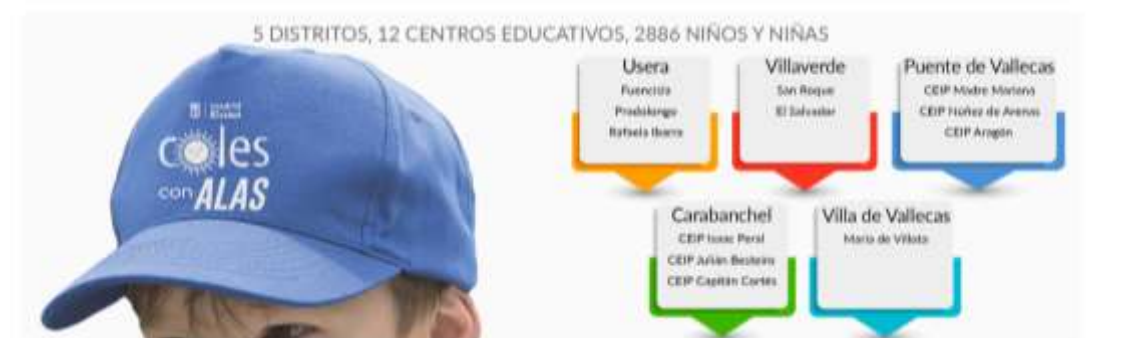 5 DISTRITOS, 12 CENTROS EDUCATIVOS, 2886 NIÑOS Y NIÑAS
coles
con ALAS
Usera
Fuencisla
Pradolongo
Rafaela Ibarra
Villaverde
San Roque
El Salvador
Puente de Vallecas
CEIP Madre Mariana
CEIP Núñez de Arenas
CEIP Aragón
Carabanchel
CEIP Isaac Peral
CEIP Julián Besteiro
CEIP Capitán Cortés
Villa de Vallecas
María de Villota